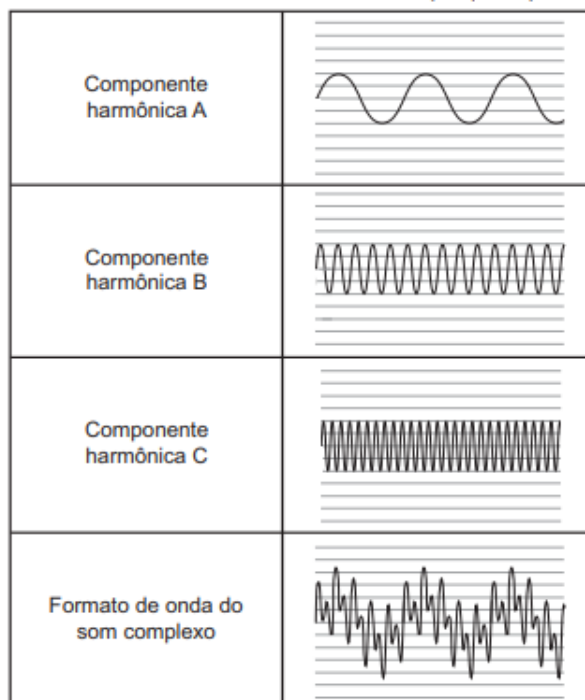 Componente
harmônica A
Componente
harmônica B
Componente
harmônica C
Formato de onda do
som complexo